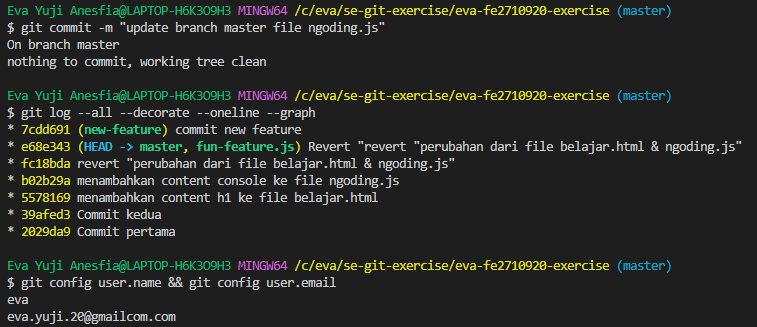 Eva Yuji Anesfia@LAPTOP-H6K3O9H3 MINGW64 /c/eva/se-git-exercise/eva-fe2710920-exercise (master)
$ git commit -m "update branch master file ngoding.js"
On branch master
nothing to commit, working tree clean
Eva Yuji Anesfia@LAPTOP-H6K3O9H3 MINGW64 /c/eva/se-git-exercise/eva-fe2710920-exercise (master)
$ git log --all --decorate --oneline --graph
* 7cdd691 (new-feature) commit new feature
* e68e343 (HEAD -> master, fun-feature.js) Revert "revert "perubahan dari file belajar.html & ngoding.js"
* fc18bda revert "perubahan dari file belajar.html & ngoding.js"
* b02b29a menambahkan content console ke file ngoding.js
* 5578169 menambahkan content h1 ke file belajar.html
* 39afed3 Commit kedua
* 2029da9 Commit pertama
Eva Yuji Anesfia@LAPTOP-H6K3O9H3 MINGW64 /c/eva/se-git-exercise/eva-fe2710920-exercise (master)
$ git config user.name && git config user.email
eva
eva.yuji.20@gmailcom.com